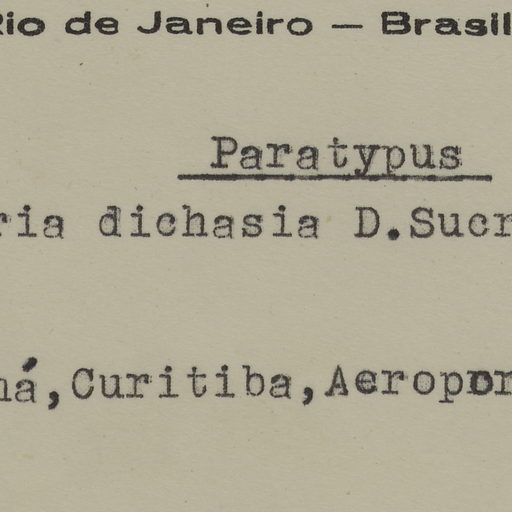 Rio de Janeiro — Brasil
Paratypus
ria dichasia D.Sucr
ná,Curitiba,Aeropor